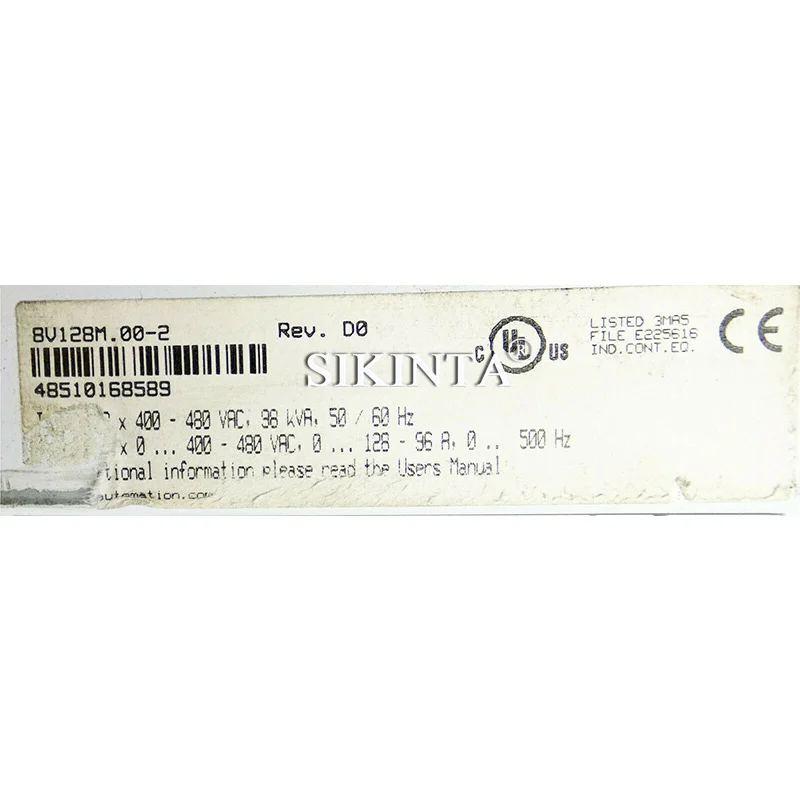 8V128M.00-2 Rev. D0
48510168589
x 400 - 480 VAC, 98 kVA, 50 / 60 Hz
x 0 ... 400 - 480 VAC, 0 ... 128 - 96 A, 0 .. 500 Hz
tional information please read the Users Manual
automation.com
C UR US
LISTED 3MA5
FILE E225616
IND.CONT.EQ.
CE
SIKINTA